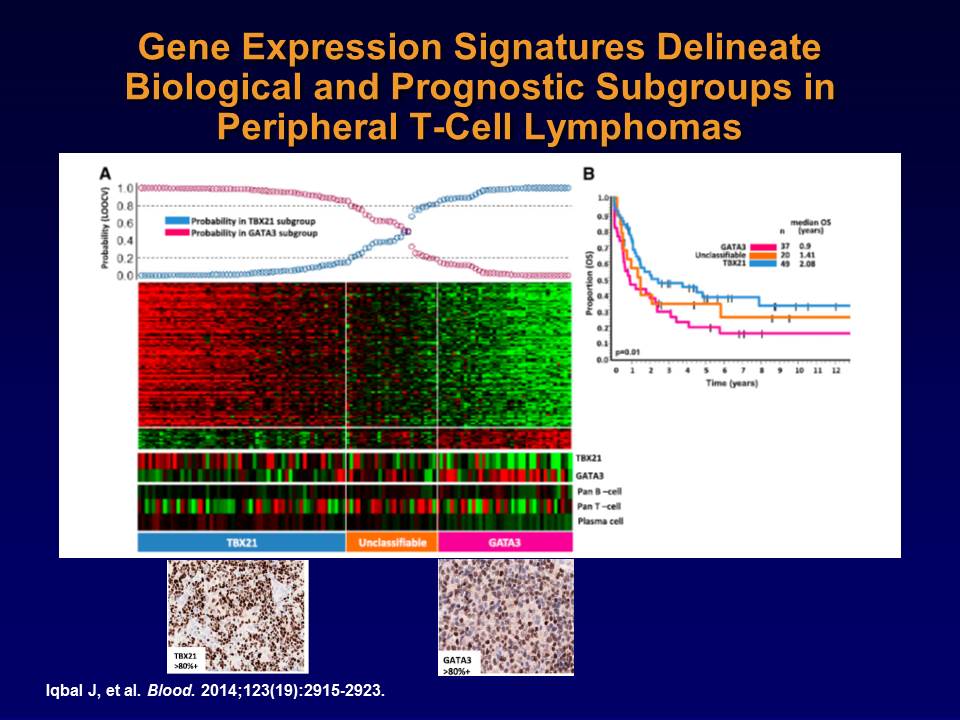 Gene Expression Signatures Delineate
Biological and Prognostic Subgroups in
Peripheral T-Cell Lymphomas
A
Probability (LOOCV)
1.0
0.8
0.6
0.4
0.2
0.0
Probability in TBX21 subgroup
Probability in GATA3 subgroup
TBX21
GATA3
Pan B –cell
Pan T –cell
Plasma cell
TBX21 Unclassifiable GATA3
B
Proportion (OS)
1.0
0.9
0.8
0.7
0.6
0.5
0.4
0.3
0.2
0.1
0.0
median OS
n (years)
GATA3 37 0.9
Unclassifiable 20 1.41
TBX21 49 2.08
p=0.01
0 1 2 3 4 5 6 7 8 9 10 11 12
Time (years)
TBX21
>80%+
GATA3
>80%+
Iqbal J, et al. Blood. 2014;123(19):2915-2923.